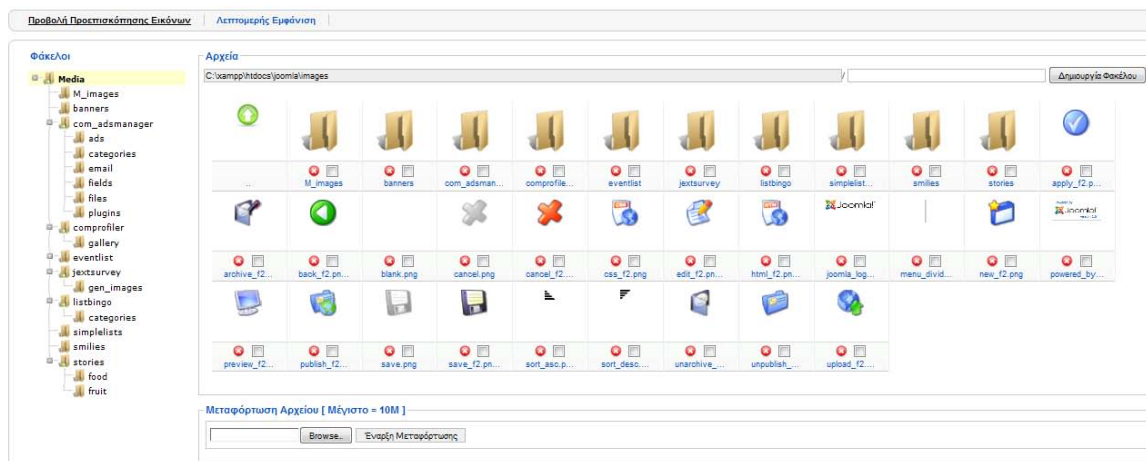 Προβολή Προεπισκόπησης Εικόνων Λεπτομερής Εμφάνιση
Φάκελοι
Media
M_images
banners
com_adsmanager
ads
categories
email
fields
files
plugins
comprofiler
gallery
eventlist
jextsurvey
gen_images
listbingo
categories
simplelists
smilies
stories
food
fruit
Αρχεία
C:\xampp\htdocs\joomla\images / Δημιουργία Φακέλου
.. M_images banners com_adsman... comprofile... eventlist jextsurvey listbingo simplelist... smilies stories apply_f2.p...
Joomla! Joomla!
archive_f2... back_f2.pn... blank.png cancel.png cancel_f2.... css_f2.png edit_f2.pn... html_f2.pn... joomla_log... menu_divid... new_f2.png powered_by...
preview_f2... publish_f2... save.png save_f2.pn... sort_asc.p... sort_desc.... unarchive_... unpublish_... upload_f2....
Μεταφόρτωση Αρχείου [ Μέγιστο = 10M ]
Browse.. Έναρξη Μεταφόρτωσης